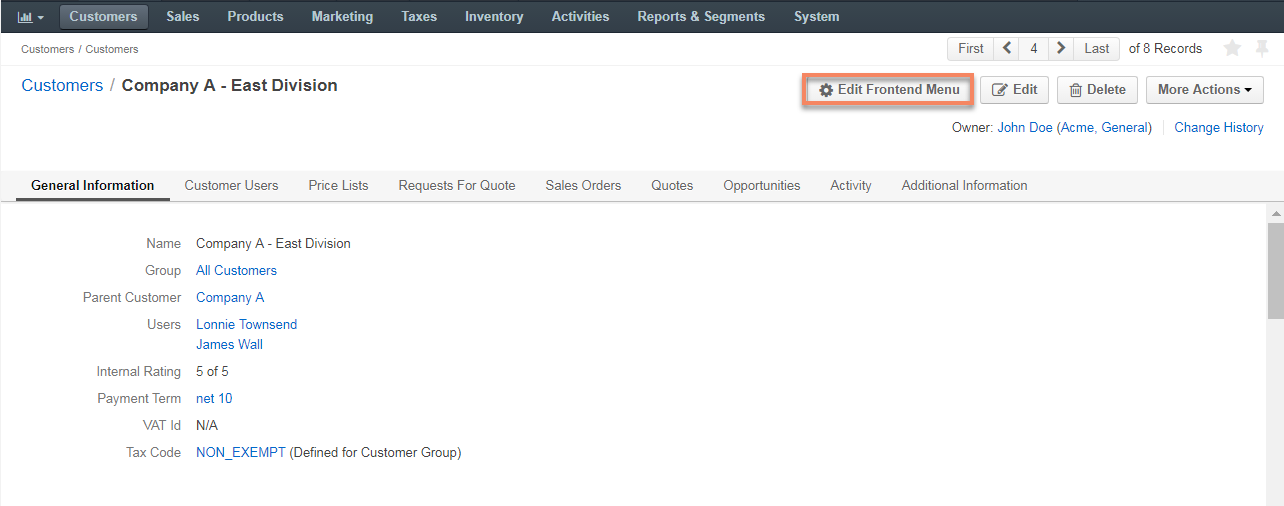 Customers Sales Products Marketing Taxes Inventory Activities Reports & Segments System
Customers / Customers First 4 Last of 8 Records
Customers / Company A - East Division Edit Frontend Menu Edit Delete More Actions
Owner: John Doe (Acme, General) Change History
General Information Customer Users Price Lists Requests For Quote Sales Orders Quotes Opportunities Activity Additional Information
Name Company A - East Division
Group All Customers
Parent Customer Company A
Users Lonnie Townsend
James Wall
Internal Rating 5 of 5
Payment Term net 10
VAT Id N/A
Tax Code NON_EXEMPT (Defined for Customer Group)